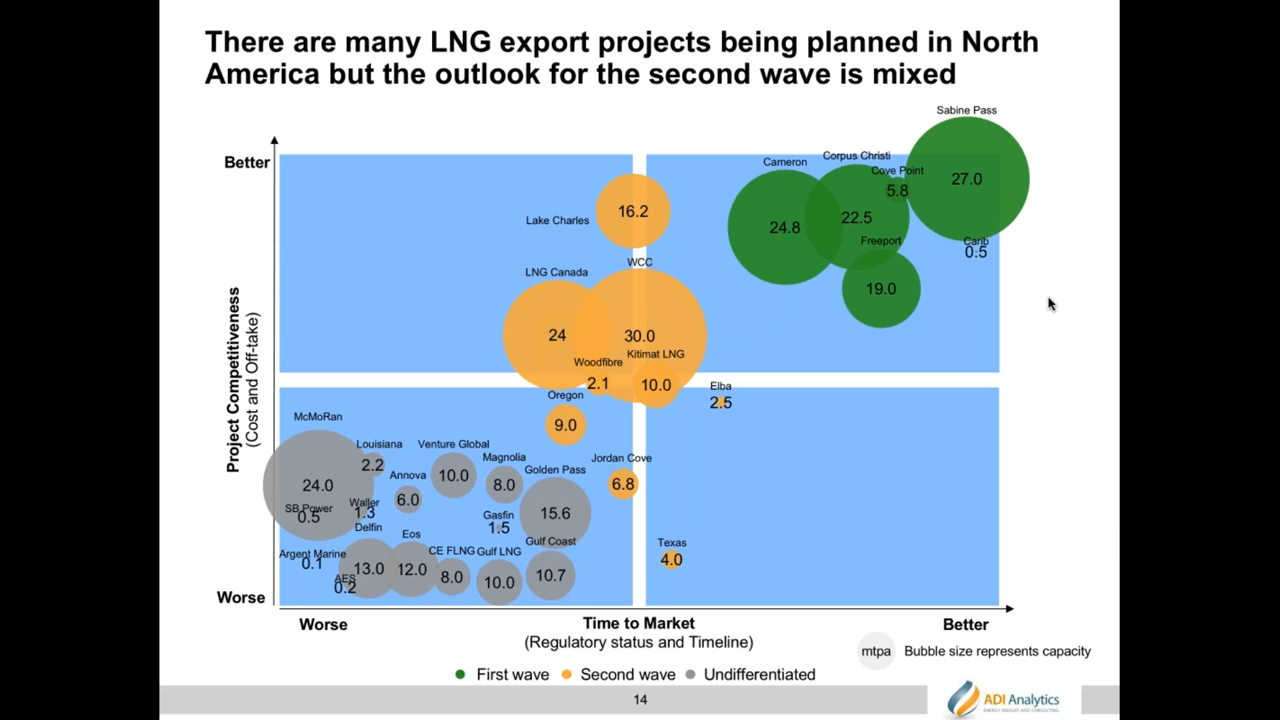 There are many LNG export projects being planned in North
America but the outlook for the second wave is mixed
Sabine Pass
Better
Cameron
Corpus Christi
Cove Point
5.8
27.0
16.2
Lake Charles
24.8
22.5
Freeport
Carib
0.5
WCC
LNG Canada
19.0
24
30.0
Kitimat LNG
Woodfibre
2.1
10.0
Elba
2.5
Oregon
9.0
Project Competitiveness
(Cost and Off-take)
McMoRan
Louisiana
2.2
Venture Global
10.0
Magnolia
8.0
Golden Pass
15.6
Jordan Cove
6.8
Annova
6.0
24.0
SB Power
0.5
Waller
1.3
Gasfin
1.5
Delfin
13.0
Eos
12.0
CE FLNG
8.0
Gulf LNG
10.0
Gulf Coast
10.7
Texas
4.0
Argent Marine
0.1
AES
0.2
Worse
Worse
Time to Market
(Regulatory status and Timeline)
Better
mtpa
Bubble size represents capacity
First wave
Second wave
Undifferentiated
14
ADI Analytics
ENERGY INSIGHT AND CONSULTING